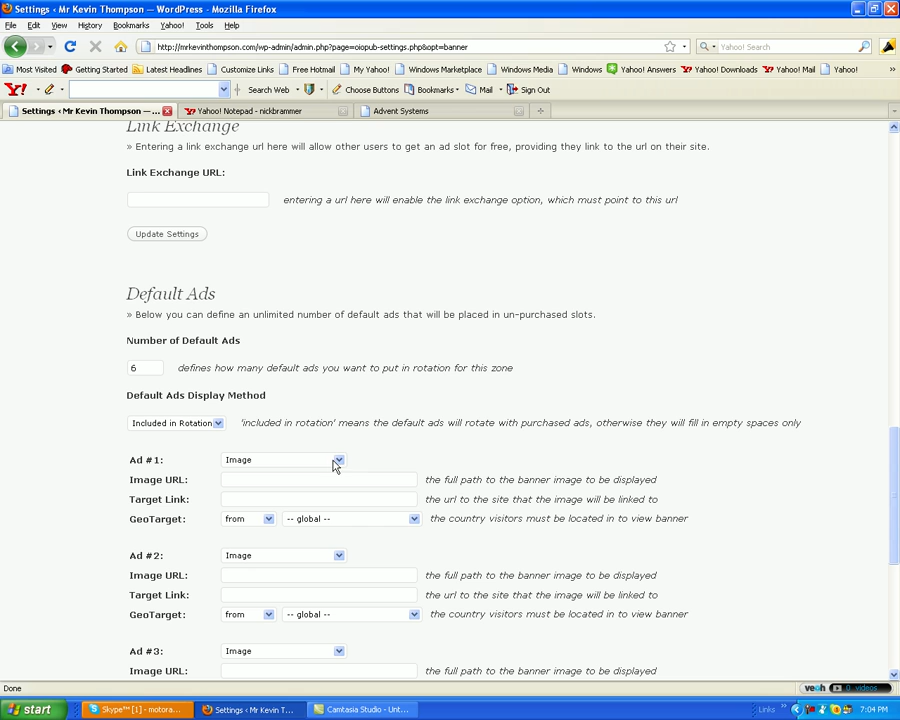 Settings ‹ Mr Kevin Thompson — WordPress - Mozilla Firefox
File Edit View History Bookmarks Yahoo! Tools Help
http://mrkevinthompson.com/wp-admin/admin.php?page=oiopub-settings.php&opt=banner
Yahoo! Search
Most Visited Getting Started Latest Headlines Customize Links Free Hotmail My Yahoo! Windows Marketplace Windows Media Windows Yahoo! Answers Yahoo! Downloads Yahoo! Mail Yahoo!
Y! Search Web Choose Buttons Bookmarks Mail Sign Out
Settings ‹ Mr Kevin Thompson —... Yahoo! Notepad - nickbrammer Advent Systems
Link Exchange
» Entering a link exchange url here will allow other users to get an ad slot for free, providing they link to the url on their site.
Link Exchange URL:
entering a url here will enable the link exchange option, which must point to this url
Update Settings
Default Ads
» Below you can define an unlimited number of default ads that will be placed in un-purchased slots.
Number of Default Ads
6 defines how many default ads you want to put in rotation for this zone
Default Ads Display Method
Included in Rotation 'included in rotation' means the default ads will rotate with purchased ads, otherwise they will fill in empty spaces only
Ad #1: Image
Image URL: the full path to the banner image to be displayed
Target Link: the url to the site that the image will be linked to
GeoTarget: from -- global -- the country visitors must be located in to view banner
Ad #2: Image
Image URL: the full path to the banner image to be displayed
Target Link: the url to the site that the image will be linked to
GeoTarget: from -- global -- the country visitors must be located in to view banner
Ad #3: Image
Image URL: the full path to the banner image to be displayed
Done veoh 0 videos
start Skype™ [1] - motora... Settings ‹ Mr Kevin T... Camtasia Studio - Unt... Links » 7:04 PM